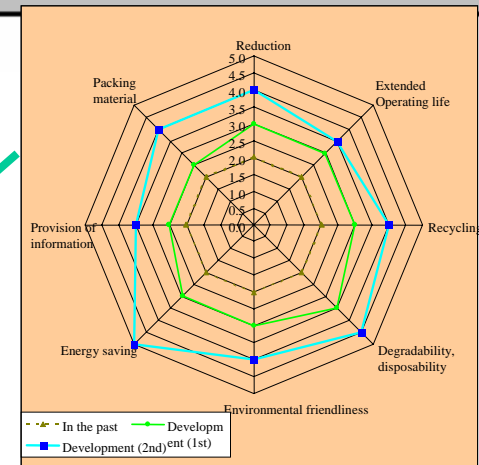 Reduction
5.0
4.5
4.0
3.5
3.0
2.5
2.0
1.5
1.0
0.5
0.0
Extended
Operating life
Recycling
Degradability,
disposability
Environmental friendliness
Energy saving
Provision of
information
Packing
material
In the past
Developm
ent (1st)
Development (2nd)